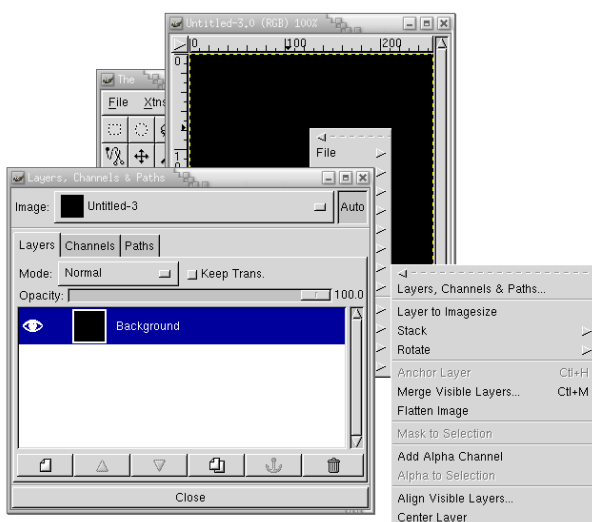 Untitled-3.0 (RGB) 100%
0 100 200
0
1
The
File Xtns
File
Layers, Channels & Paths
Image: Untitled-3 Auto
Layers Channels Paths
Mode: Normal Keep Trans.
Opacity: 100.0
Background
Close
Layers, Channels & Paths...
Layer to Imagesize
Stack
Rotate
Anchor Layer Ctl+H
Merge Visible Layers... Ctl+M
Flatten Image
Mask to Selection
Add Alpha Channel
Alpha to Selection
Align Visible Layers...
Center Layer